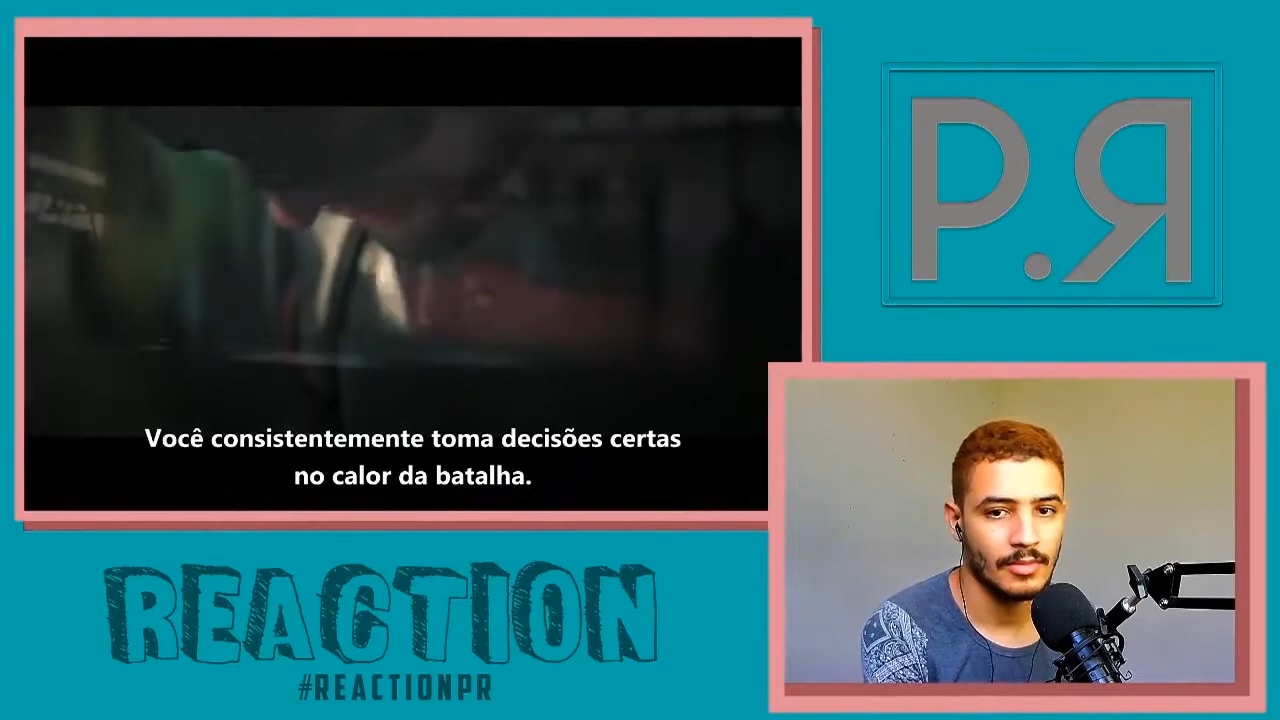 P.R
Você consistentemente toma decisões certas
no calor da batalha.
REACTION
#REACTIONPR